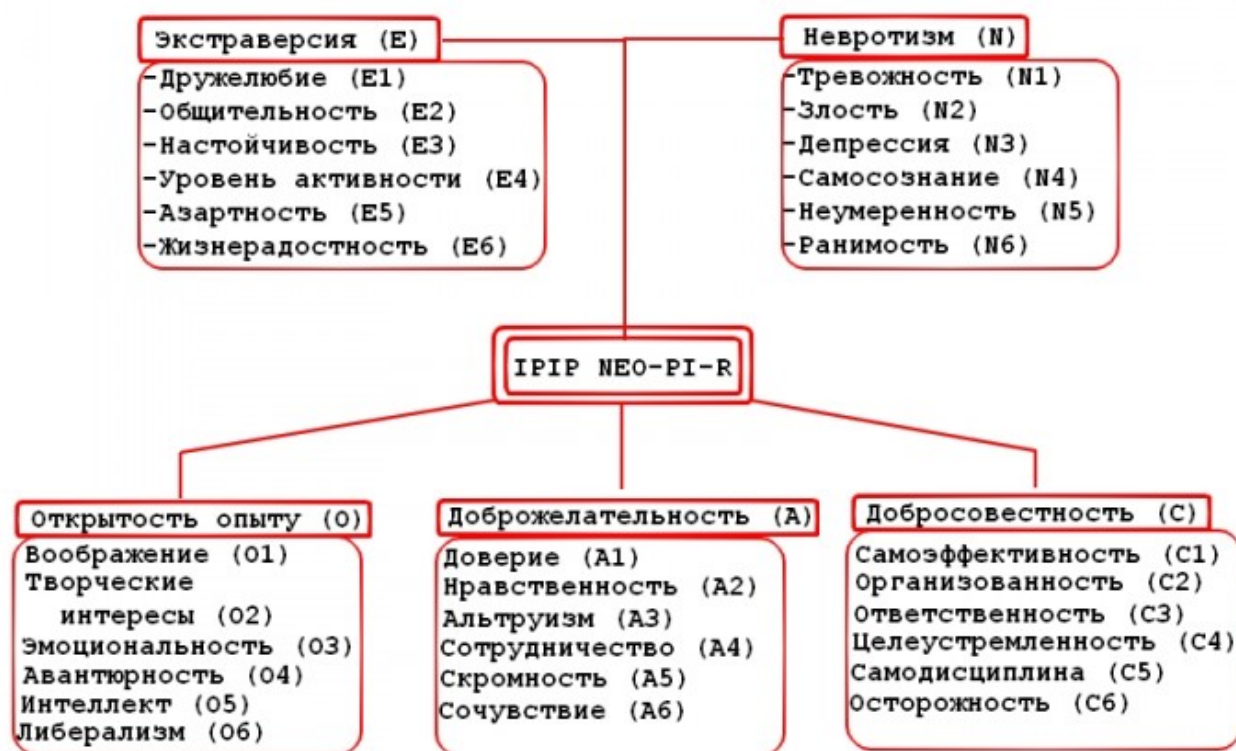 Экстраверсия (E)
-Дружелюбие (E1)
-Общительность (E2)
-Настойчивость (E3)
-Уровень активности (E4)
-Азартность (E5)
-Жизнерадостность (E6)
Невротизм (N)
-Тревожность (N1)
-Злость (N2)
-Депрессия (N3)
-Самосознание (N4)
-Неумеренность (N5)
-Ранимость (N6)
IPIP NEO-PI-R
Открытость опыту (O)
Воображение (O1)
Творческие
интересы (O2)
Эмоциональность (O3)
Авантюрность (O4)
Интеллект (O5)
Либерализм (O6)
Доброжелательность (A)
Доверие (A1)
Нравственность (A2)
Альтруизм (A3)
Сотрудничество (A4)
Скромность (A5)
Сочувствие (A6)
Добросовестность (C)
Самоэффективность (C1)
Организованность (C2)
Ответственность (C3)
Целеустремленность (C4)
Самодисциплина (C5)
Осторожность (C6)